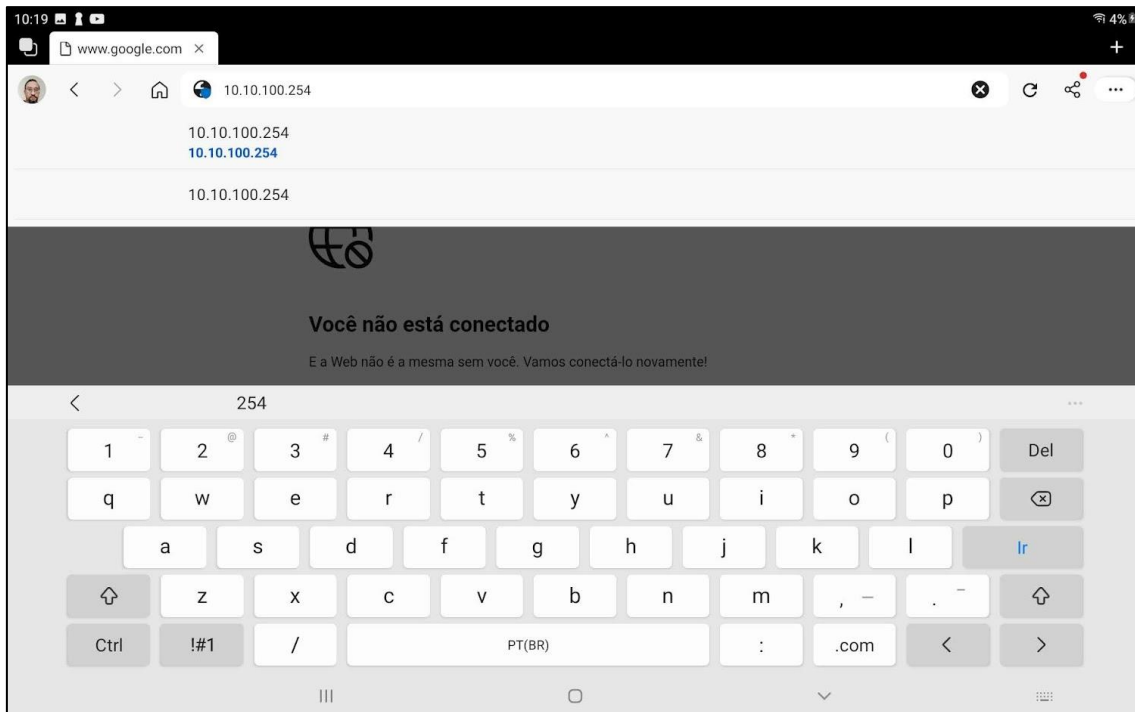 10:19 4%
www.google.com
10.10.100.254
10.10.100.254
10.10.100.254
10.10.100.254
Você não está conectado
E a Web não é a mesma sem você. Vamos conectá-lo novamente!
254
1 - 2 @ 3 # 4 / 5 % 6 ^ 7 & 8 * 9 ( 0 ) Del
q w e r t y u i o p
a s d f g h j k l Ir
z x c v b n m , — . –
Ctrl !#1 / PT(BR) : .com < >